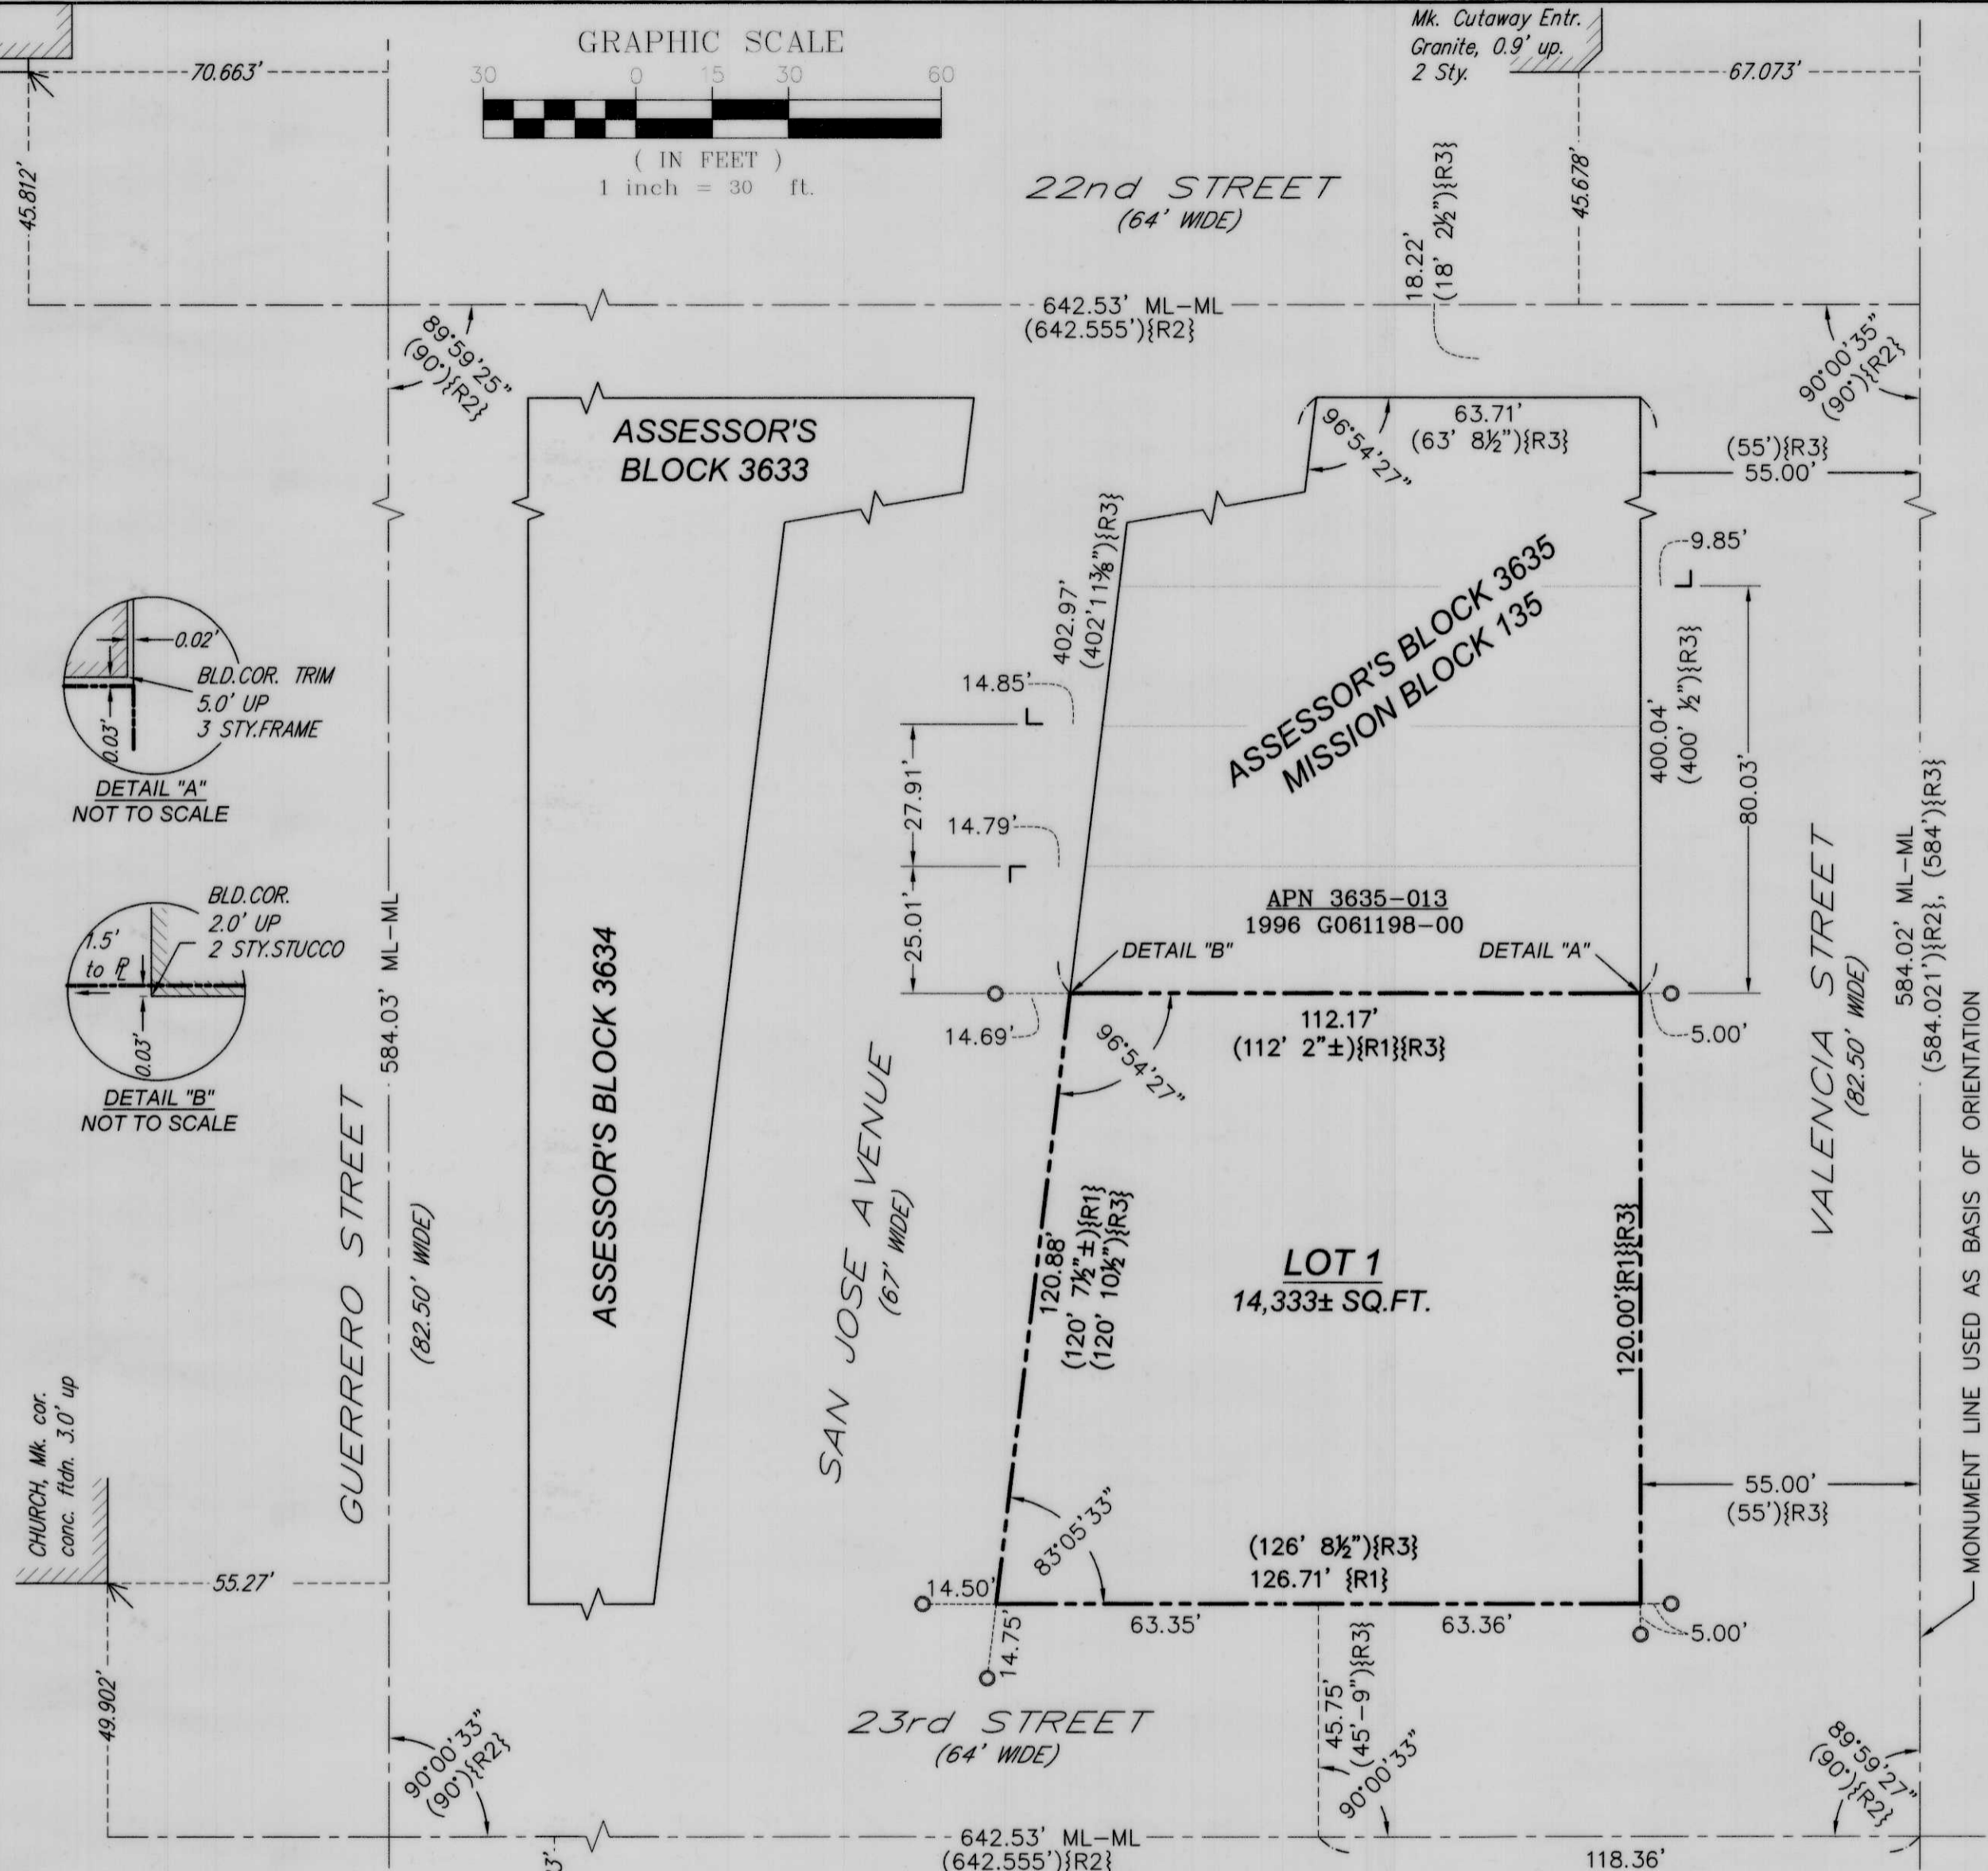 70.663'
45.812'
GRAPHIC SCALE
30 0 15 30 60
( IN FEET )
1 inch = 30 ft.
Mk. Cutaway Entr.
Granite, 0.9' up.
2 Sty.
67.073'
45.678'
18.22'
(18' 2½"){R3}
22nd STREET
(64' WIDE)
642.53' ML-ML
(642.555'){R2}
89°59'25"
(90°){R2}
90°00'35"
(90°){R2}
ASSESSOR'S
BLOCK 3633
96°54'27"
63.71'
(63' 8½"){R3}
(55'){R3}
55.00'
9.85'
402.97'
(402'11⅜"){R3}
ASSESSOR'S BLOCK 3635
MISSION BLOCK 135
400.04'
(400' ½"){R3}
80.03'
0.02'
BLD.COR. TRIM
5.0' UP
3 STY.FRAME
0.03'
DETAIL "A"
NOT TO SCALE
14.85'
27.91'
14.79'
25.01'
BLD.COR.
2.0' UP
2 STY.STUCCO
1.5'
to PL
0.03'
DETAIL "B"
NOT TO SCALE
584.03' ML-ML
GUERRERO STREET
(82.50' WIDE)
ASSESSOR'S BLOCK 3634
SAN JOSE AVENUE
(67' WIDE)
APN 3635-013
1996 G061198-00
DETAIL "B"
DETAIL "A"
14.69'
112.17'
(112' 2"±){R1}{R3}
96°54'27"
5.00'
VALENCIA STREET
(82.50' WIDE)
584.02' ML-ML
(584.021'){R2}, (584'){R3}
MONUMENT LINE USED AS BASIS OF ORIENTATION
120.88'
(120' 7½"±){R1}
(120' 10½"){R3}
LOT 1
14,333± SQ.FT.
120.00'{R1}{R3}
55.00'
(55'){R3}
CHURCH, Mk. cor.
conc. ftdn. 3.0' up
55.27'
49.902'
83°05'33"
(126' 8½"){R3}
126.71' {R1}
14.50'
14.75'
63.35'
63.36'
5.00'
45.75'
(45'-9"){R3}
90°00'33"
23rd STREET
(64' WIDE)
90°00'33"
(90°){R2}
89°59'27"
(90°){R2}
642.53' ML-ML
(642.555'){R2}
118.36'